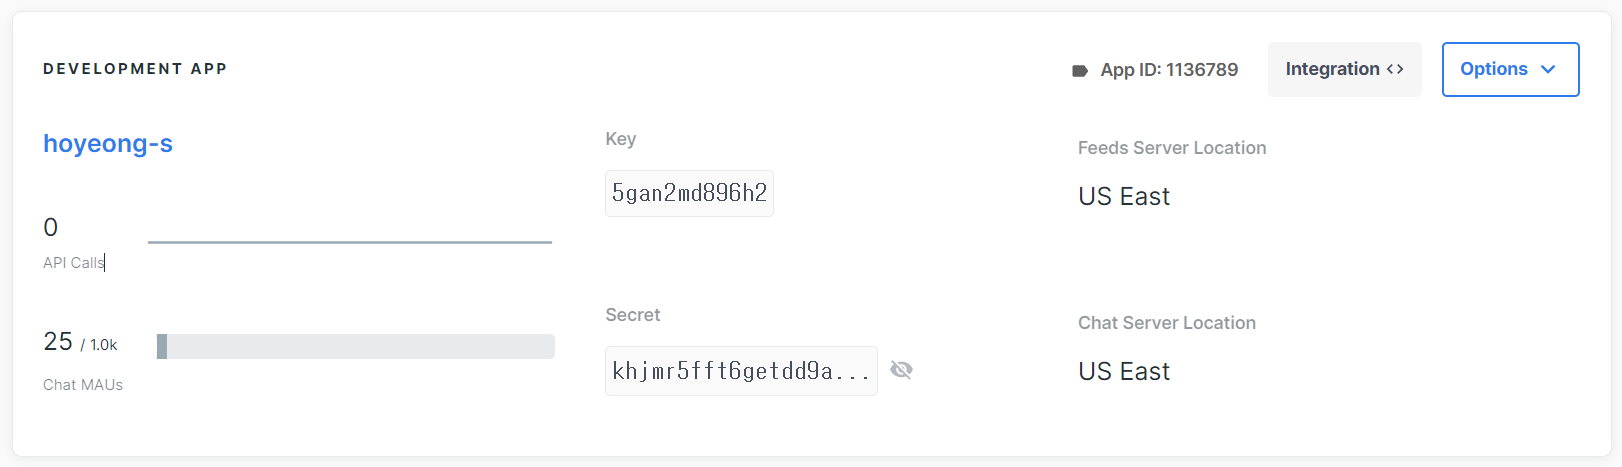 DEVELOPMENT APP
App ID: 1136789
Integration <>
Options
hoyeong-s
0
API Calls
25 / 1.0k
Chat MAUs
Key
5gan2md896h2
Secret
khjmr5fft6getdd9a...
Feeds Server Location
US East
Chat Server Location
US East